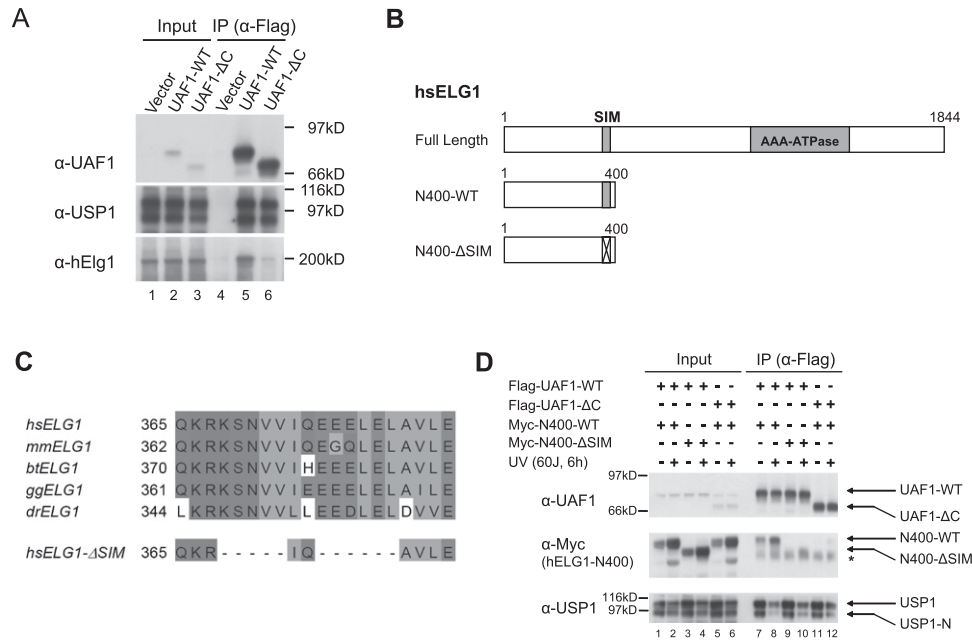 A
Input IP (α-Flag)
Vector UAF1-WT UAF1-ΔC Vector UAF1-WT UAF1-ΔC
α-UAF1
97kD
66kD
α-USP1
116kD
97kD
α-hElg1
200kD
1 2 3 4 5 6
B
hsELG1
1 SIM 1844
Full Length AAA-ATPase
1 400
N400-WT
1 400
N400-ΔSIM
C
hsELG1 365 QKRKSNVVIQEEELELAVLE
mmELG1 362 QKRKSNVVIQEGQLELAVLE
btELG1 370 QKRKSNVVIHEEELELAVLE
ggELG1 361 QKRKSNVVIEEEELELAILE
drELG1 344 LKRKSNVVLLEEDLELDVVE
hsELG1-ΔSIM 365 QKR-----IQ------AVLE
D
Input IP (α-Flag)
Flag-UAF1-WT + + + + - - + + + + - -
Flag-UAF1-ΔC - - - - + + - - - - + +
Myc-N400-WT + + - - + + + + - - + +
Myc-N400-ΔSIM - - + + - - - - + + - -
UV (60J, 6h) - + - + - + - + - + - +
97kD
α-UAF1
66kD
UAF1-WT
UAF1-ΔC
α-Myc
(hELG1-N400)
N400-WT
N400-ΔSIM
*
116kD
α-USP1 97kD
USP1
USP1-N
1 2 3 4 5 6 7 8 9 10 11 12